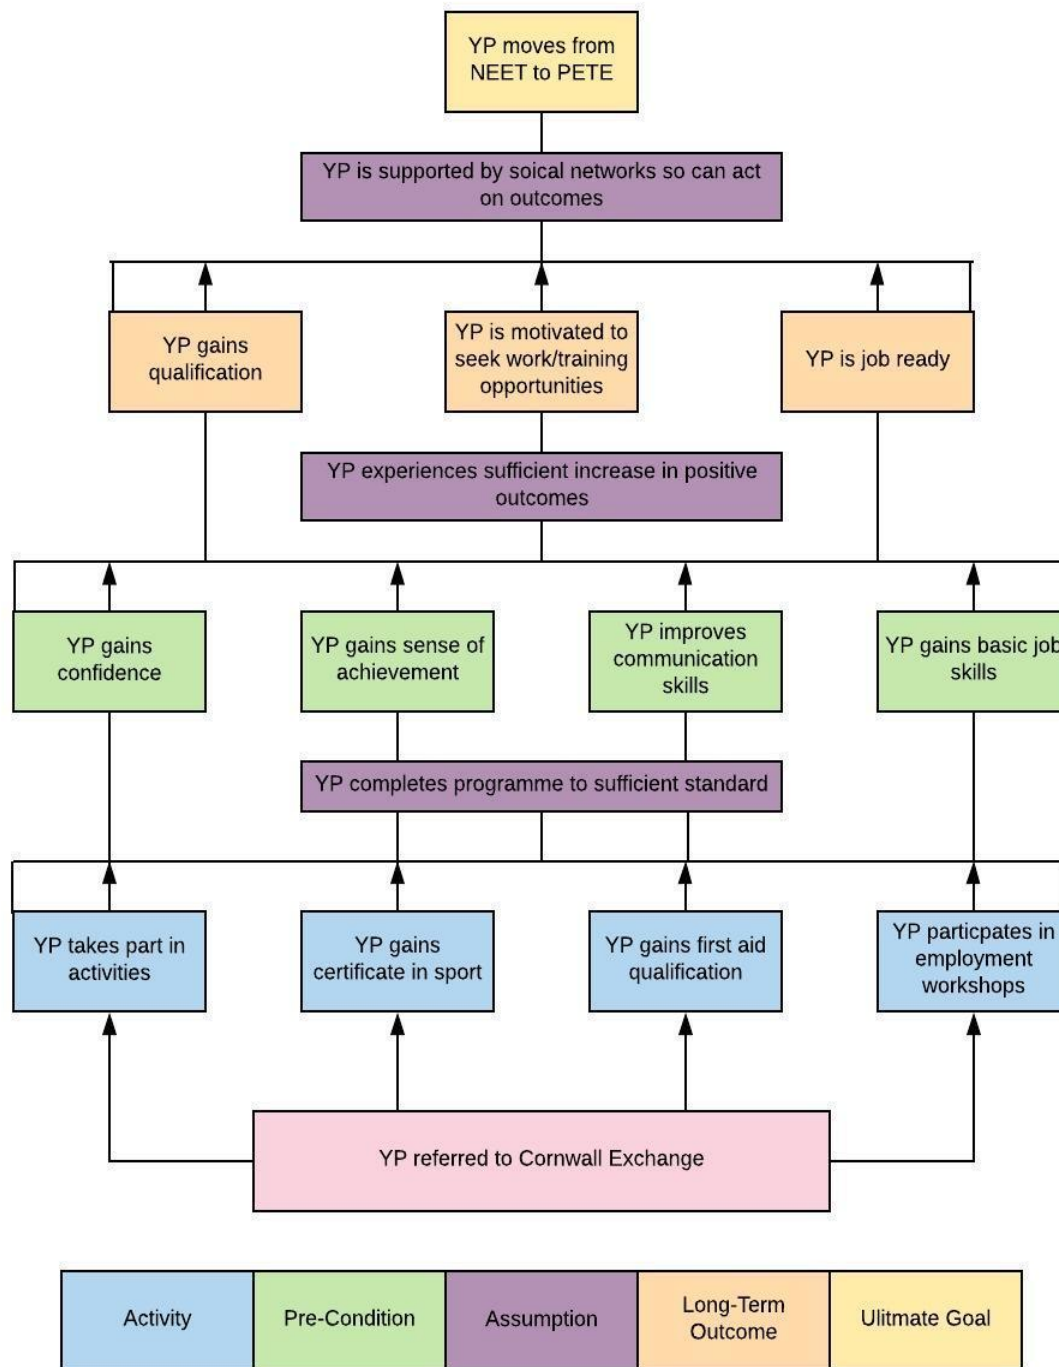 YP moves from
NEET to PETE
YP is supported by soical networks so can act
on outcomes
YP gains
qualification
YP is motivated to
seek work/training
opportunities
YP is job ready
YP experiences sufficient increase in positive
outcomes
YP gains
confidence
YP gains sense of
achievement
YP improves
communication
skills
YP gains basic job
skills
YP completes programme to sufficient standard
YP takes part in
activities
YP gains
certificate in sport
YP gains first aid
qualification
YP particpates in
employment
workshops
YP referred to Cornwall Exchange
Activity
Pre-Condition
Assumption
Long-Term
Outcome
Ulitmate Goal